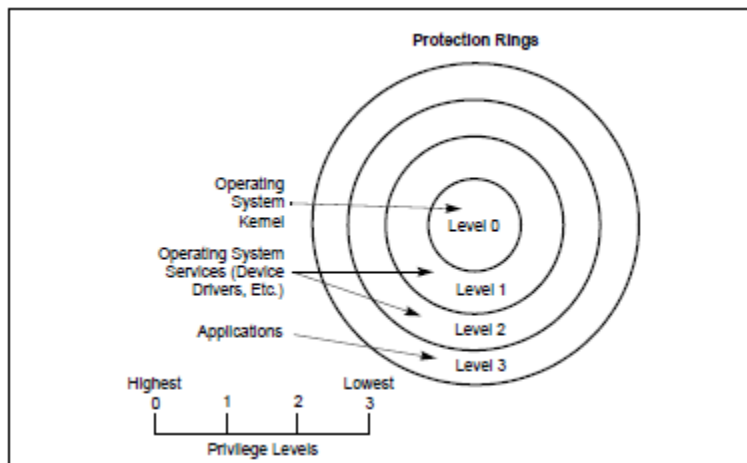 Protection Rings
Operating
System
Kernel
Level 0
Operating System
Services (Device
Drivers, Etc.)
Level 1
Level 2
Applications
Level 3
Highest
Lowest
0
1
2
3
Privilege Levels